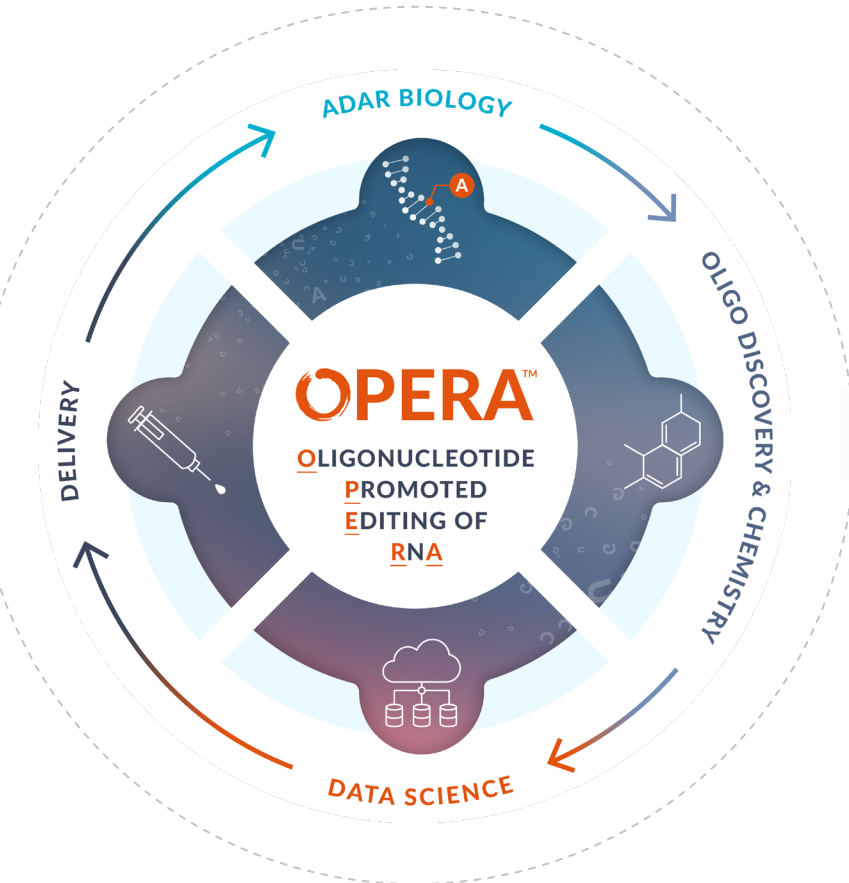 ADAR BIOLOGY
A
OLIGO DISCOVERY & CHEMISTRY
OPERA™
OLIGONUCLEOTIDE
PROMOTED
EDITING OF
RNA
DELIVERY
DATA SCIENCE